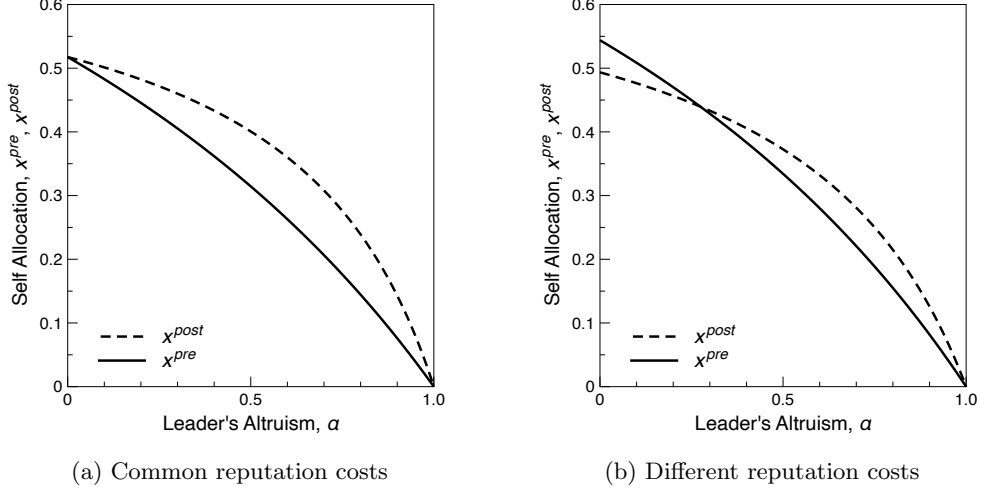 0.6
0.5
0.4
0.3
0.2
0.1
0
0
0.5
1.0
Self Allocation, x^pre, x^post
Leader's Altruism, α
x^post
x^pre
(a) Common reputation costs
0.6
0.5
0.4
0.3
0.2
0.1
0
0
0.5
1.0
Self Allocation, x^pre, x^post
Leader's Altruism, α
x^post
x^pre
(b) Different reputation costs